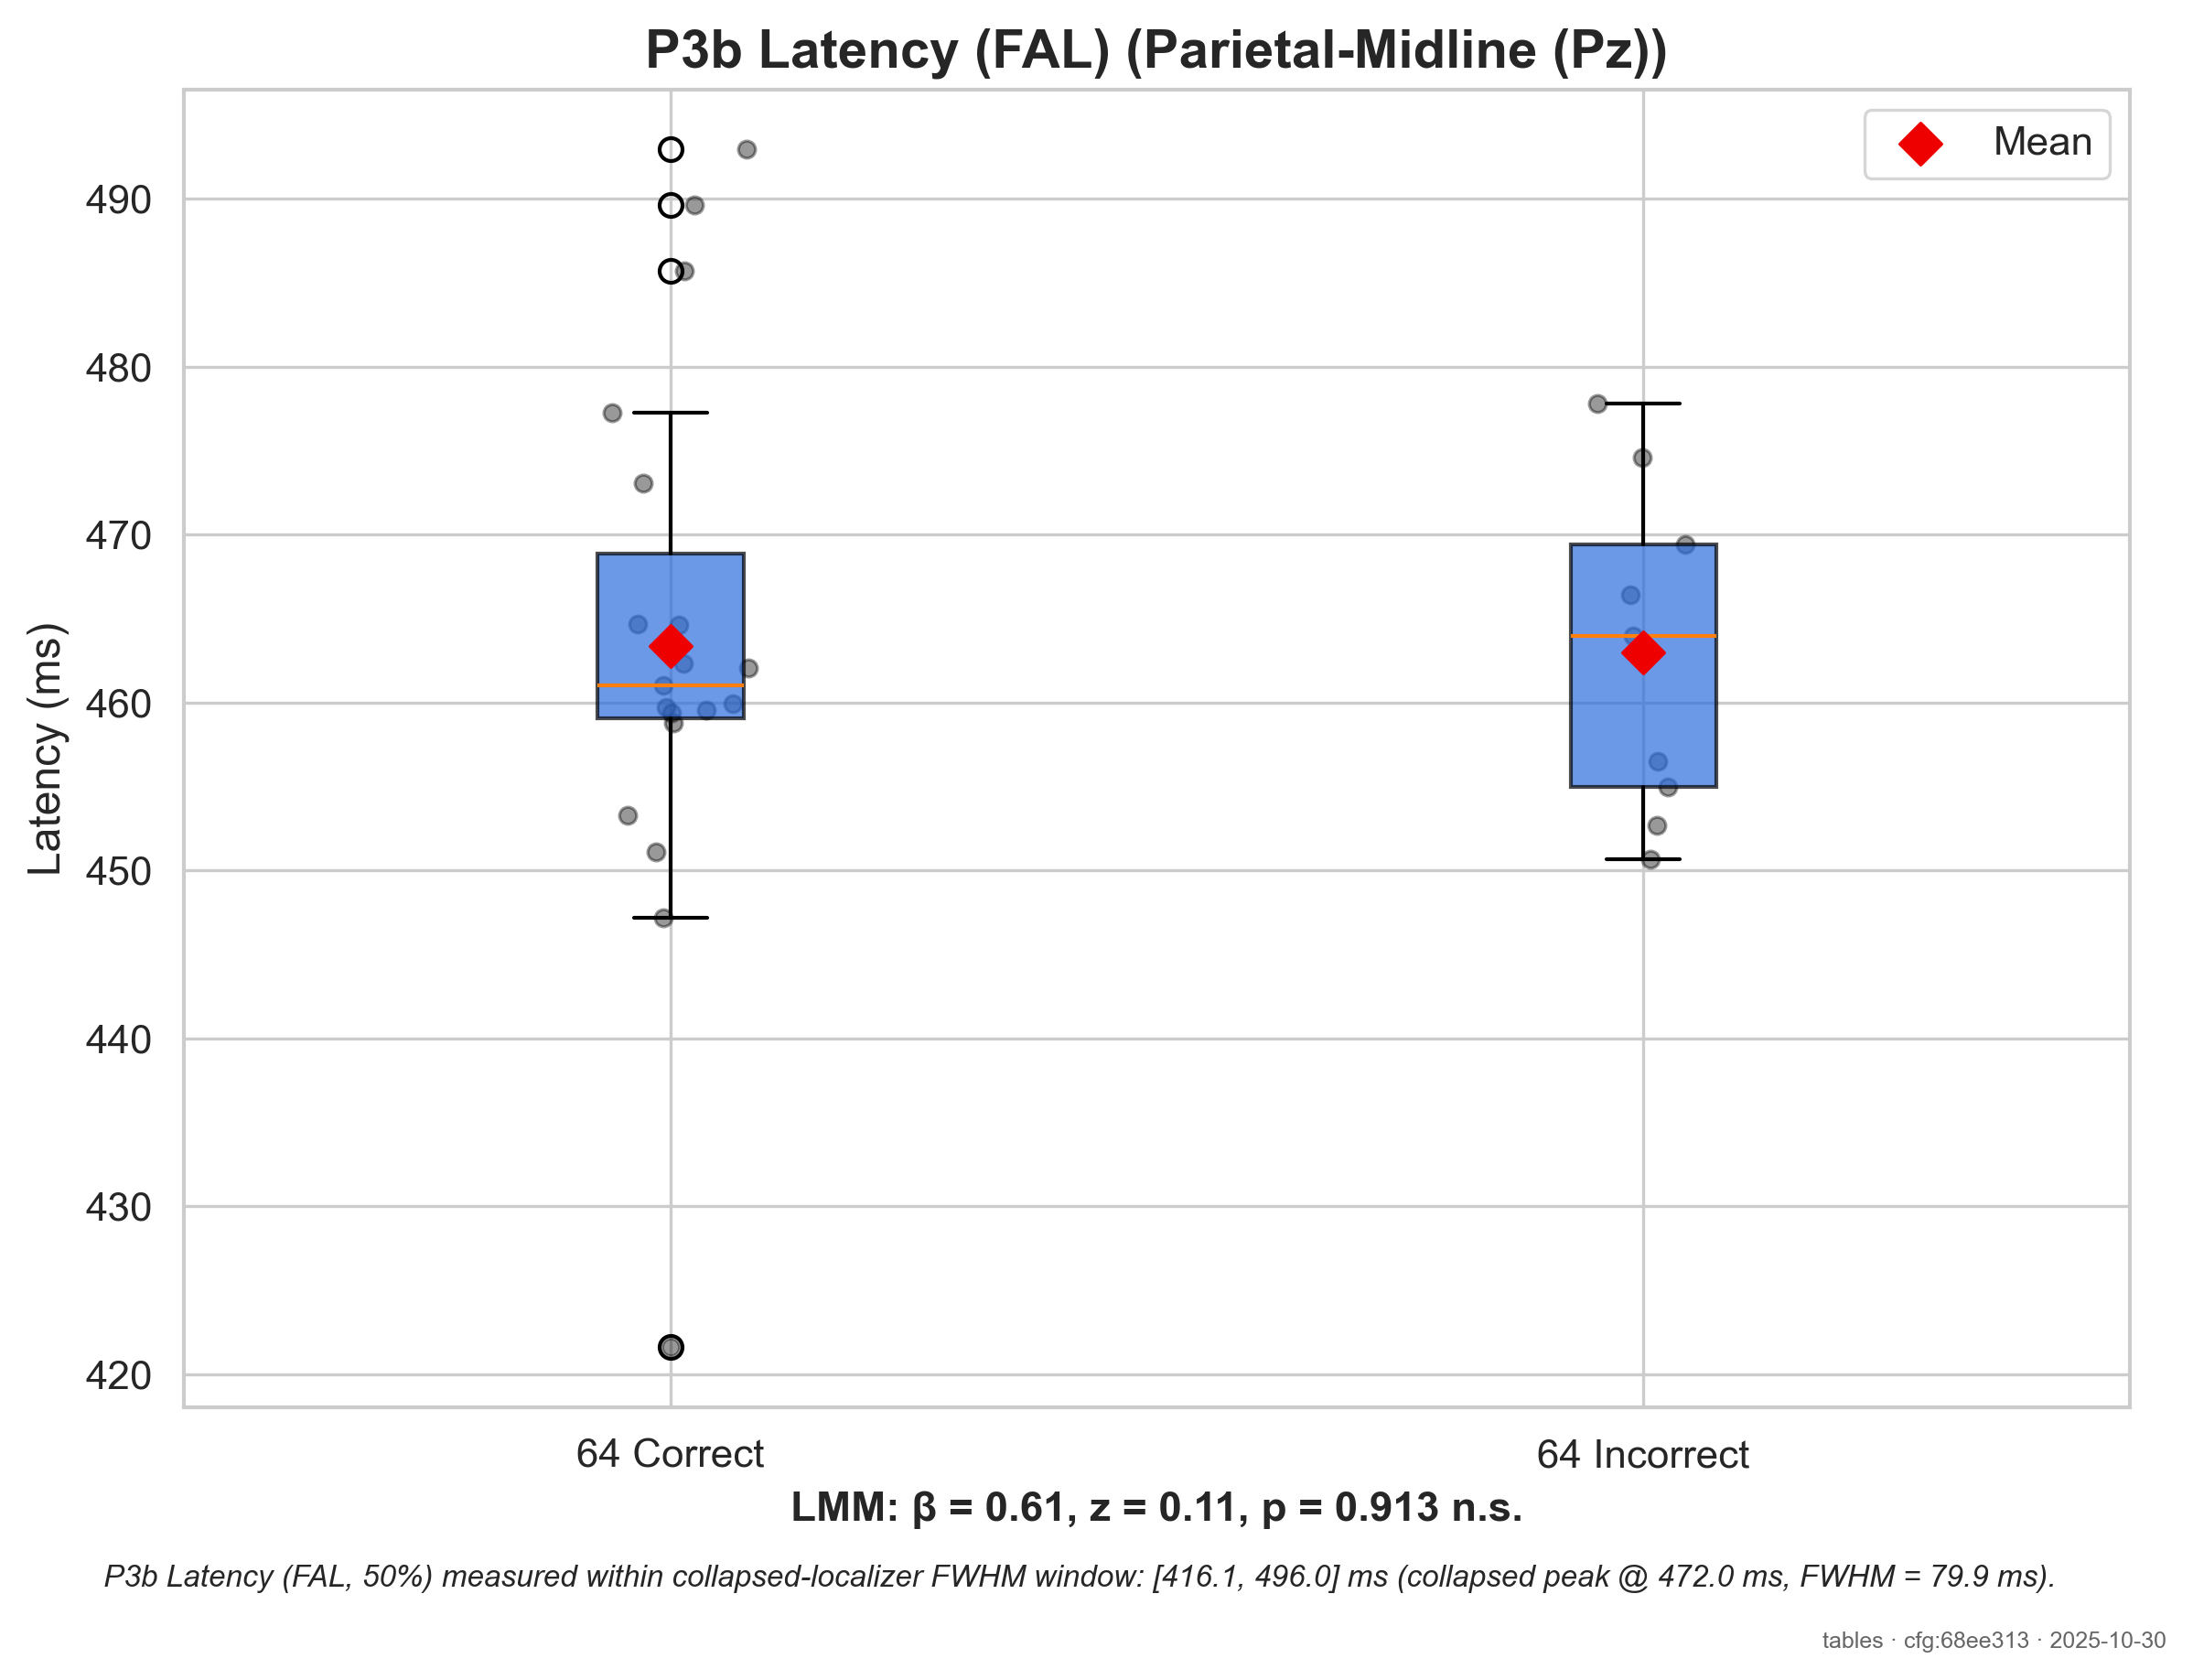 P3b Latency (FAL) (Parietal-Midline (Pz))
Mean
Latency (ms)
490
480
470
460
450
440
430
420
64 Correct
64 Incorrect
LMM: β = 0.61, z = 0.11, p = 0.913 n.s.
P3b Latency (FAL, 50%) measured within collapsed-localizer FWHM window: [416.1, 496.0] ms (collapsed peak @ 472.0 ms, FWHM = 79.9 ms).
tables · cfg:68ee313 · 2025-10-30